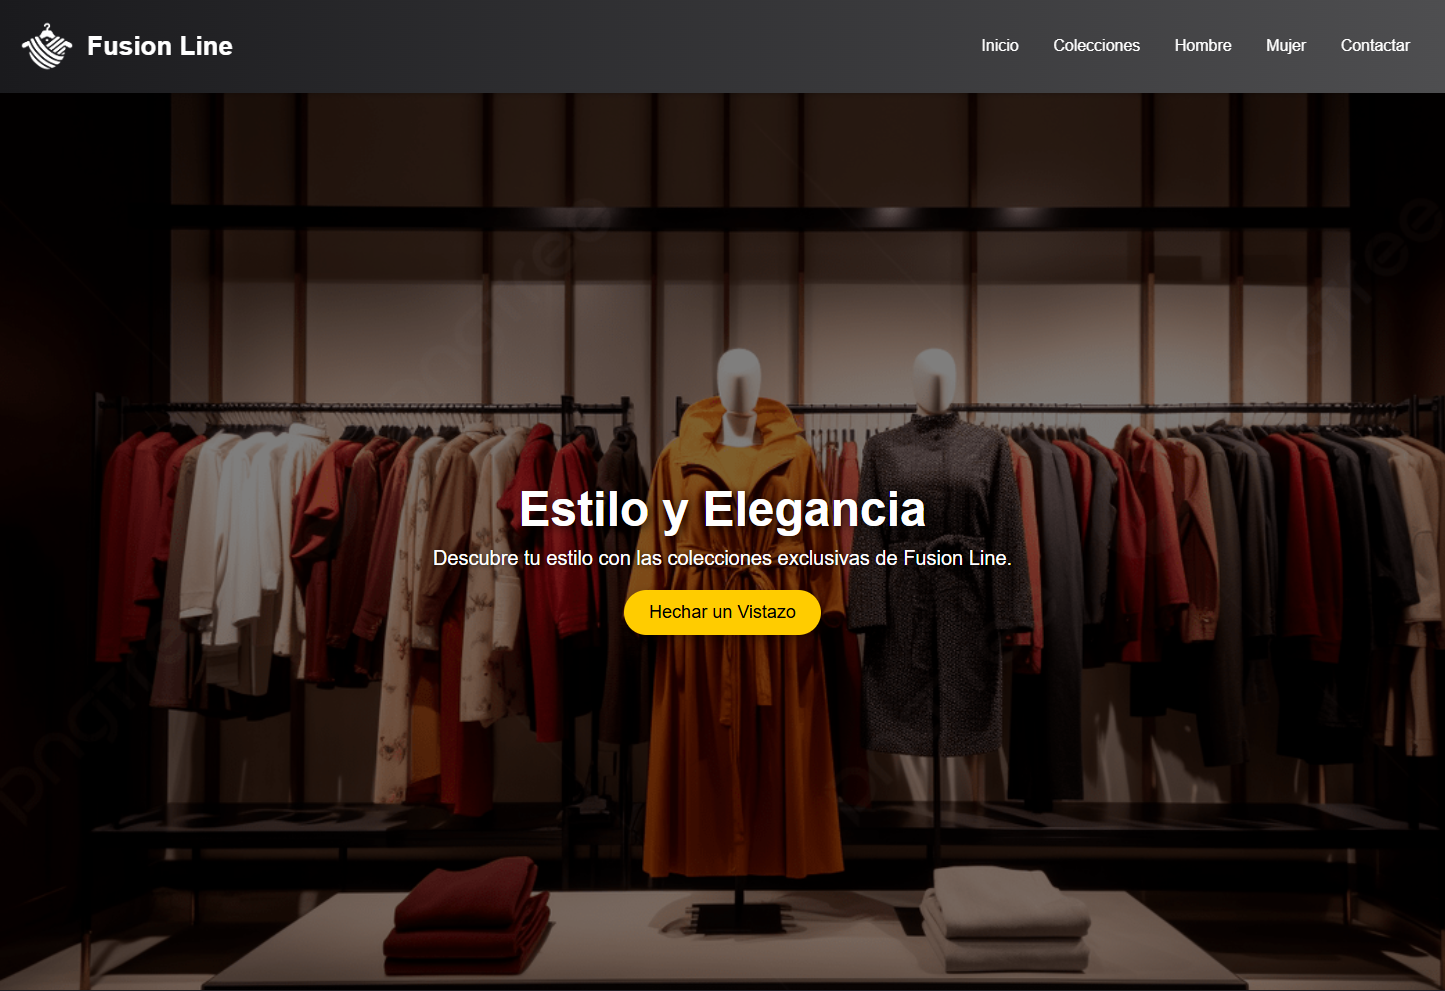 Fusion Line
Inicio
Colecciones
Hombre
Mujer
Contactar
Estilo y Elegancia
Descubre tu estilo con las colecciones exclusivas de Fusion Line.
Hechar un Vistazo